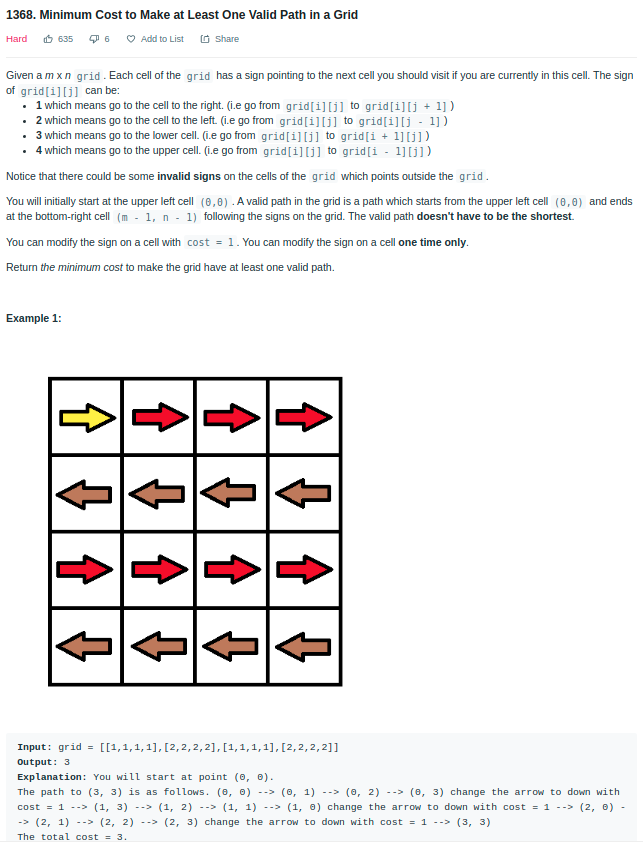 1368. Minimum Cost to Make at Least One Valid Path in a Grid
Hard 635 6 Add to List Share
Given a m x n grid . Each cell of the grid has a sign pointing to the next cell you should visit if you are currently in this cell. The sign
of grid[i][j] can be:
• 1 which means go to the cell to the right. (i.e go from grid[i][j] to grid[i][j + 1] )
• 2 which means go to the cell to the left. (i.e go from grid[i][j] to grid[i][j - 1] )
• 3 which means go to the lower cell. (i.e go from grid[i][j] to grid[i + 1][j] )
• 4 which means go to the upper cell. (i.e go from grid[i][j] to grid[i - 1][j] )
Notice that there could be some invalid signs on the cells of the grid which points outside the grid .
You will initially start at the upper left cell (0,0) . A valid path in the grid is a path which starts from the upper left cell (0,0) and ends
at the bottom-right cell (m - 1, n - 1) following the signs on the grid. The valid path doesn't have to be the shortest.
You can modify the sign on a cell with cost = 1 . You can modify the sign on a cell one time only.
Return the minimum cost to make the grid have at least one valid path.
Example 1:
Input: grid = [[1,1,1,1],[2,2,2,2],[1,1,1,1],[2,2,2,2]]
Output: 3
Explanation: You will start at point (0, 0).
The path to (3, 3) is as follows. (0, 0) --> (0, 1) --> (0, 2) --> (0, 3) change the arrow to down with
cost = 1 --> (1, 3) --> (1, 2) --> (1, 1) --> (1, 0) change the arrow to down with cost = 1 --> (2, 0) -
-> (2, 1) --> (2, 2) --> (2, 3) change the arrow to down with cost = 1 --> (3, 3)
The total cost = 3.